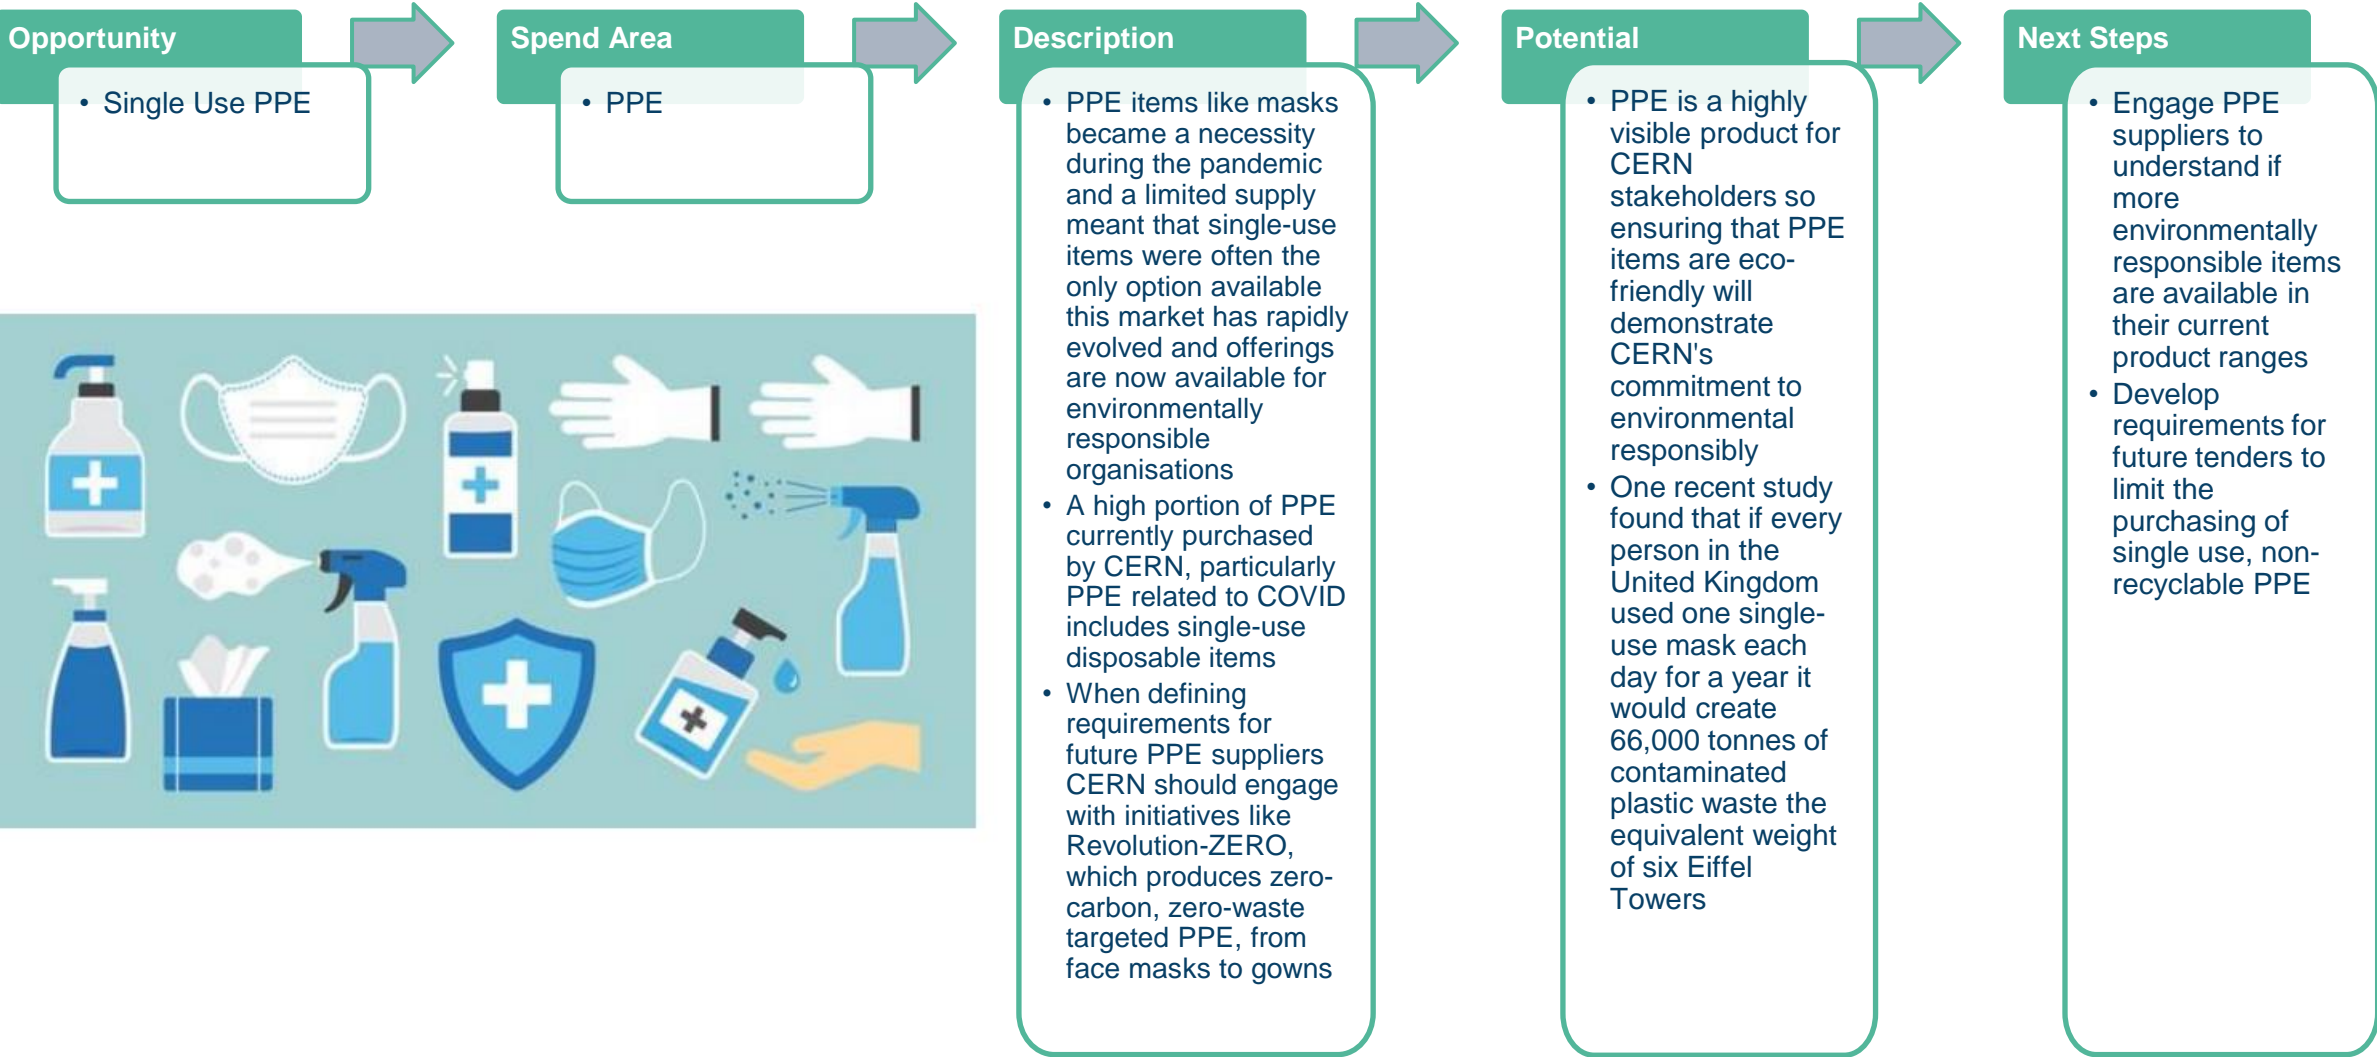 Opportunity
• Single Use PPE
Spend Area
• PPE
Description
• PPE items like masks
became a necessity
during the pandemic
and a limited supply
meant that single-use
items were often the
only option available
this market has rapidly
evolved and offerings
are now available for
environmentally
responsible
organisations
• A high portion of PPE
currently purchased
by CERN, particularly
PPE related to COVID
includes single-use
disposable items
• When defining
requirements for
future PPE suppliers
CERN should engage
with initiatives like
Revolution-ZERO,
which produces zero-
carbon, zero-waste
targeted PPE, from
face masks to gowns
Potential
• PPE is a highly
visible product for
CERN
stakeholders so
ensuring that PPE
items are eco-
friendly will
demonstrate
CERN's
commitment to
environmental
responsibly
• One recent study
found that if every
person in the
United Kingdom
used one single-
use mask each
day for a year it
would create
66,000 tonnes of
contaminated
plastic waste the
equivalent weight
of six Eiffel
Towers
Next Steps
• Engage PPE
suppliers to
understand if
more
environmentally
responsible items
are available in
their current
product ranges
• Develop
requirements for
future tenders to
limit the
purchasing of
single use, non-
recyclable PPE